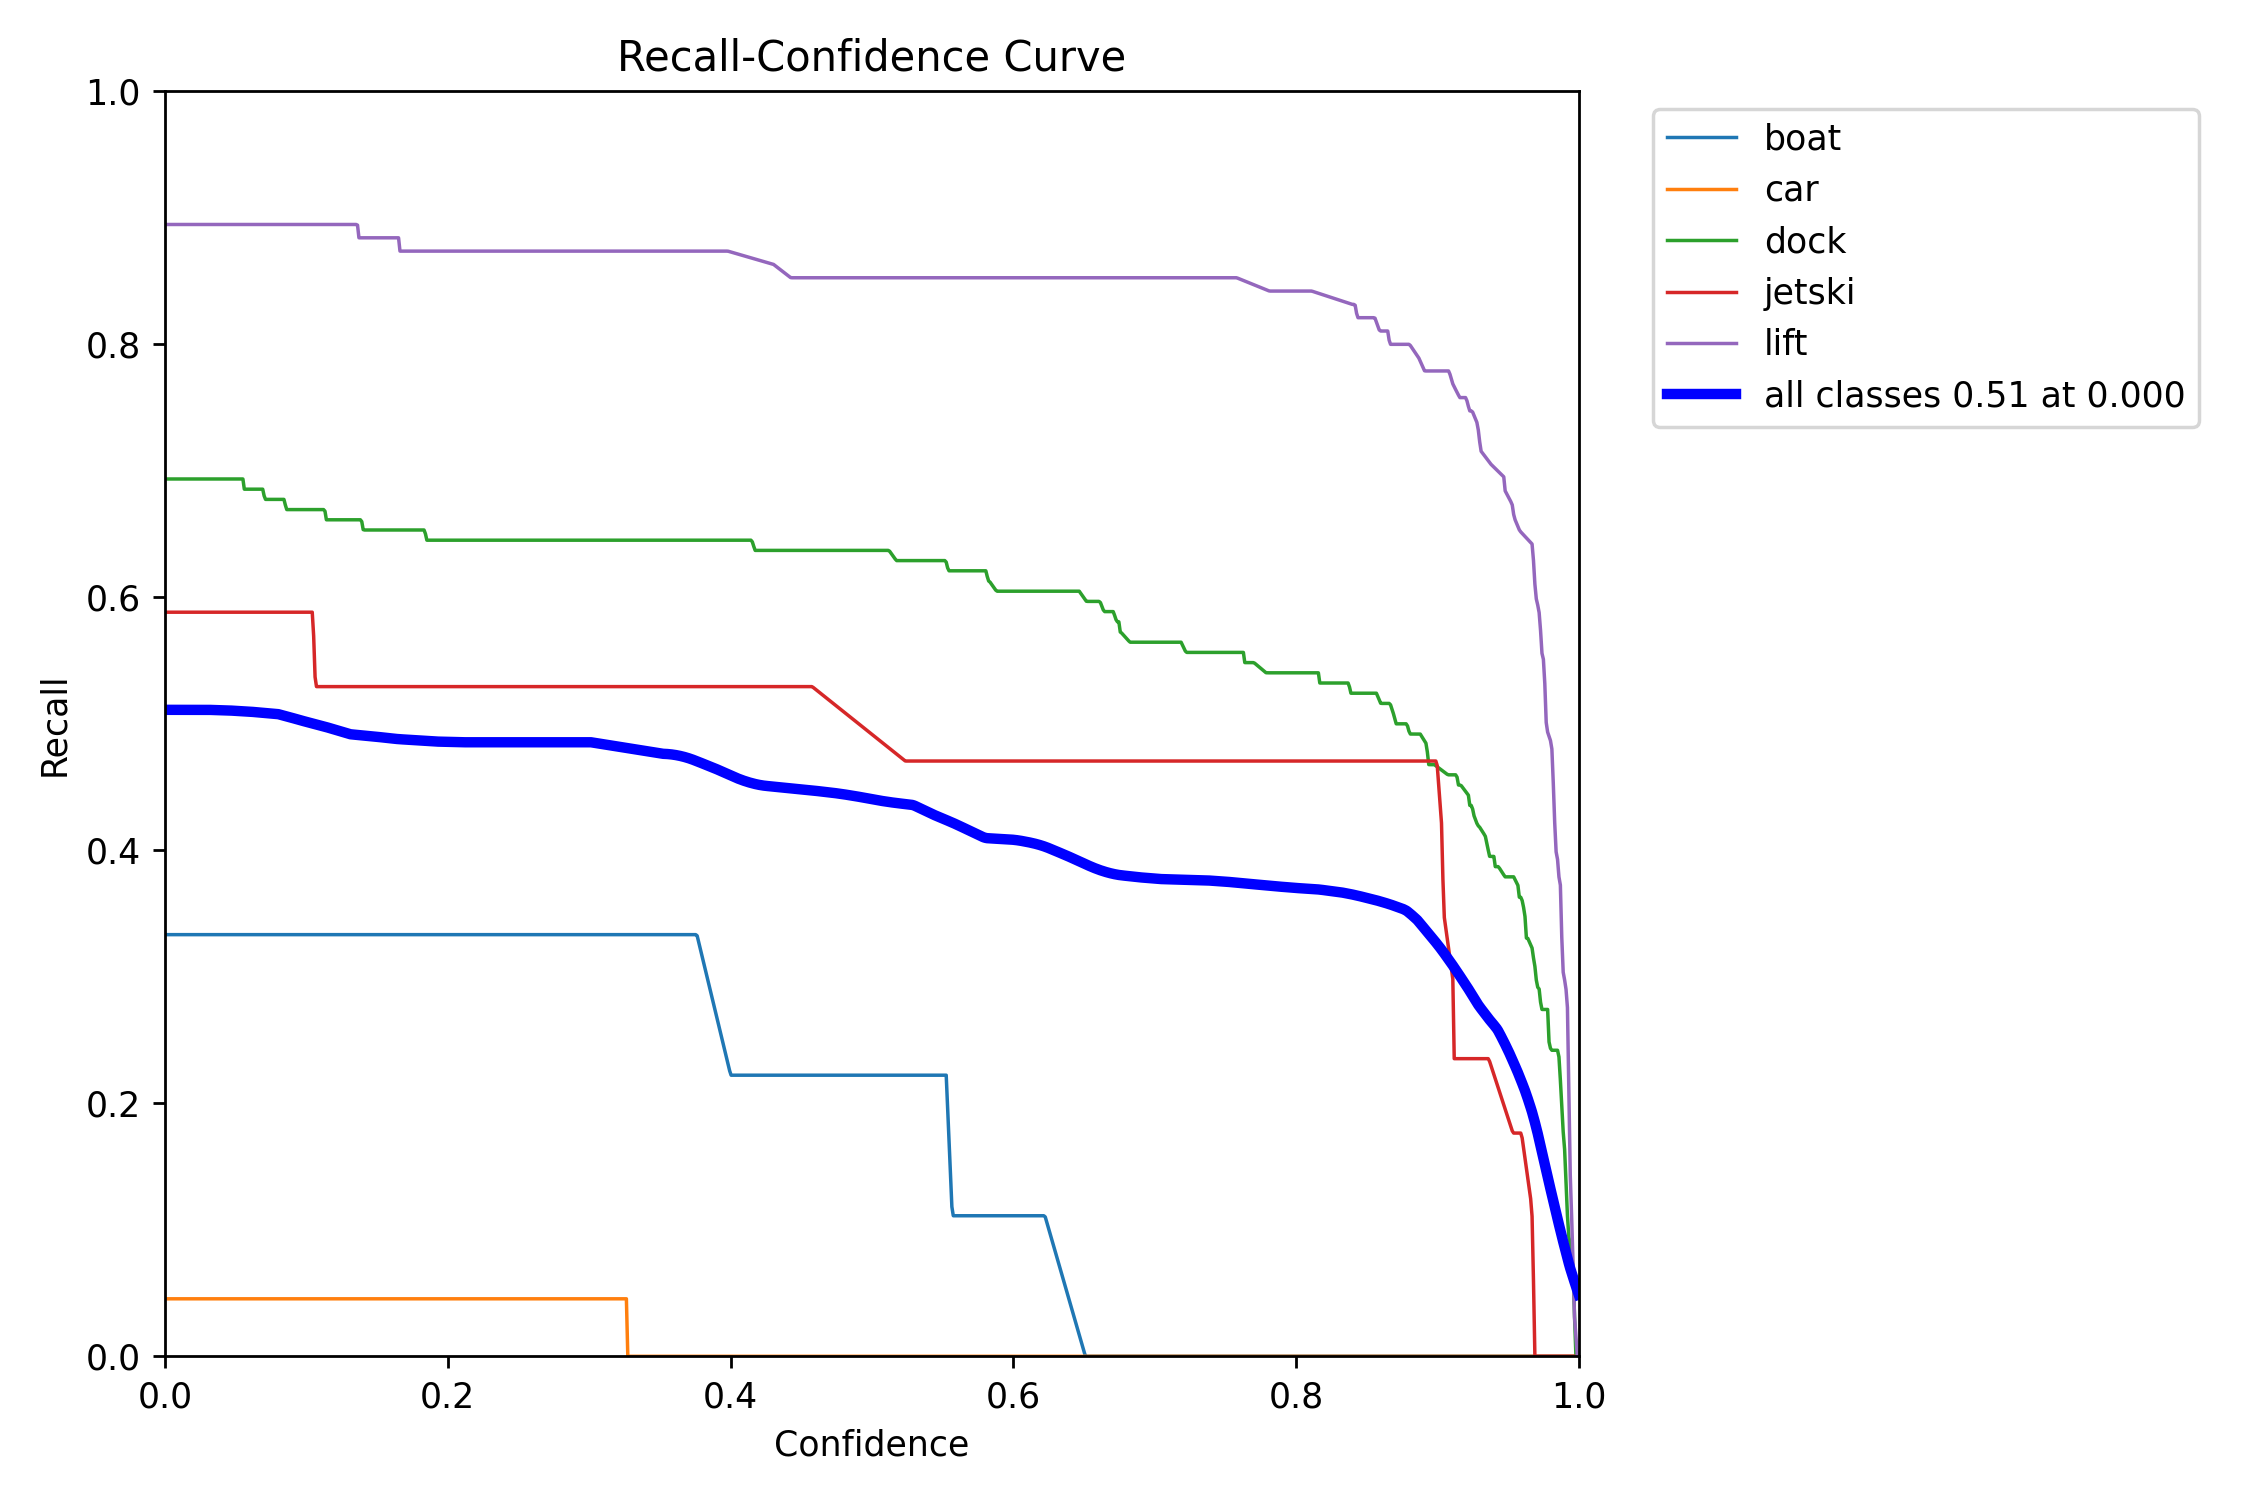 Recall-Confidence Curve
1.0
0.8
0.6
0.4
0.2
0.0
Recall
0.0 0.2 0.4 0.6 0.8 1.0
Confidence
boat
car
dock
jetski
lift
all classes 0.51 at 0.000